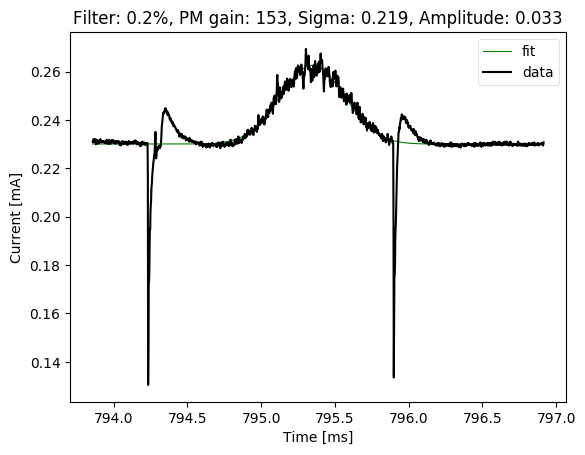 Filter: 0.2%, PM gain: 153, Sigma: 0.219, Amplitude: 0.033
fit
data
Current [mA]
0.26
0.24
0.22
0.20
0.18
0.16
0.14
794.0 794.5 795.0 795.5 796.0 796.5 797.0
Time [ms]